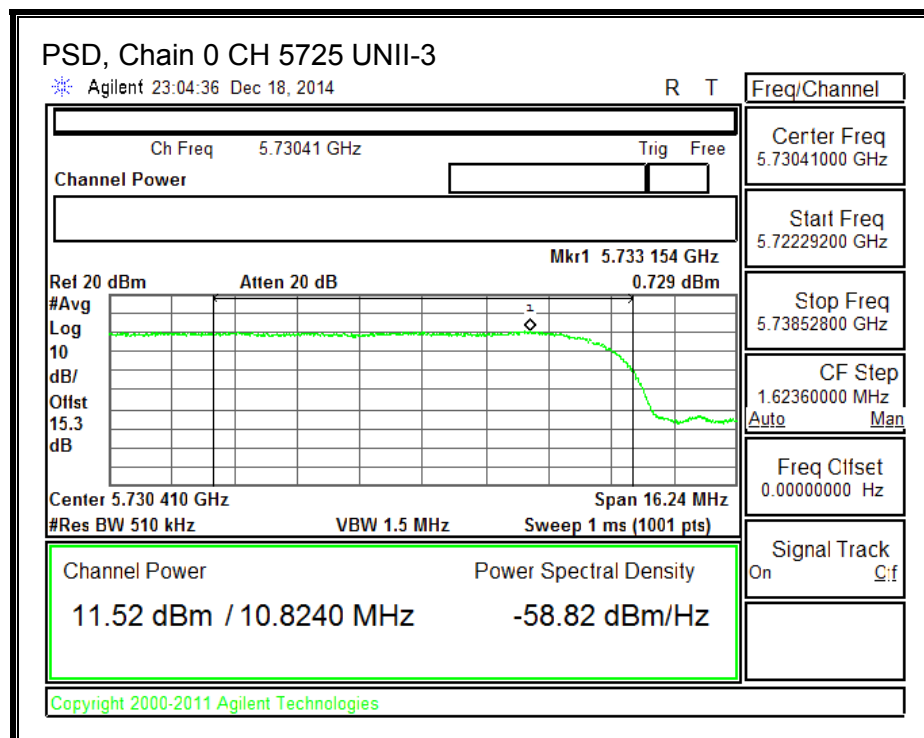 PSD, Chain 0 CH 5725 UNII-3
Agilent 23:04:36 Dec 18, 2014 R T
Freq/Channel
Ch Freq 5.73041 GHz Trig Free
Channel Power
Center Freq
5.73041000 GHz
Start Freq
5.72229200 GHz
Mkr1 5.733 154 GHz
Ref 20 dBm Atten 20 dB 0.729 dBm
#Avg
Log
10
dB/
Offst
15.3
dB
1
Stop Freq
5.73852800 GHz
CF Step
1.62360000 MHz
Auto Man
Center 5.730 410 GHz Span 16.24 MHz
#Res BW 510 kHz VBW 1.5 MHz Sweep 1 ms (1001 pts)
Freq Offset
0.00000000 Hz
Signal Track
On Off
Channel Power Power Spectral Density
11.52 dBm / 10.8240 MHz -58.82 dBm/Hz
Copyright 2000-2011 Agilent Technologies